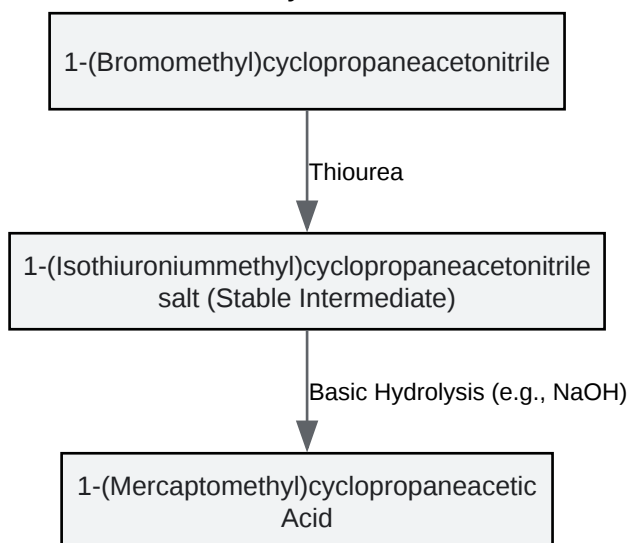 1-(Bromomethyl)cyclopropaneacetonitrile
Thiourea
1-(Isothiuroniummethyl)cyclopropaneacetonitrile
salt (Stable Intermediate)
Basic Hydrolysis (e.g., NaOH)
1-(Mercaptomethyl)cyclopropaneacetic
Acid